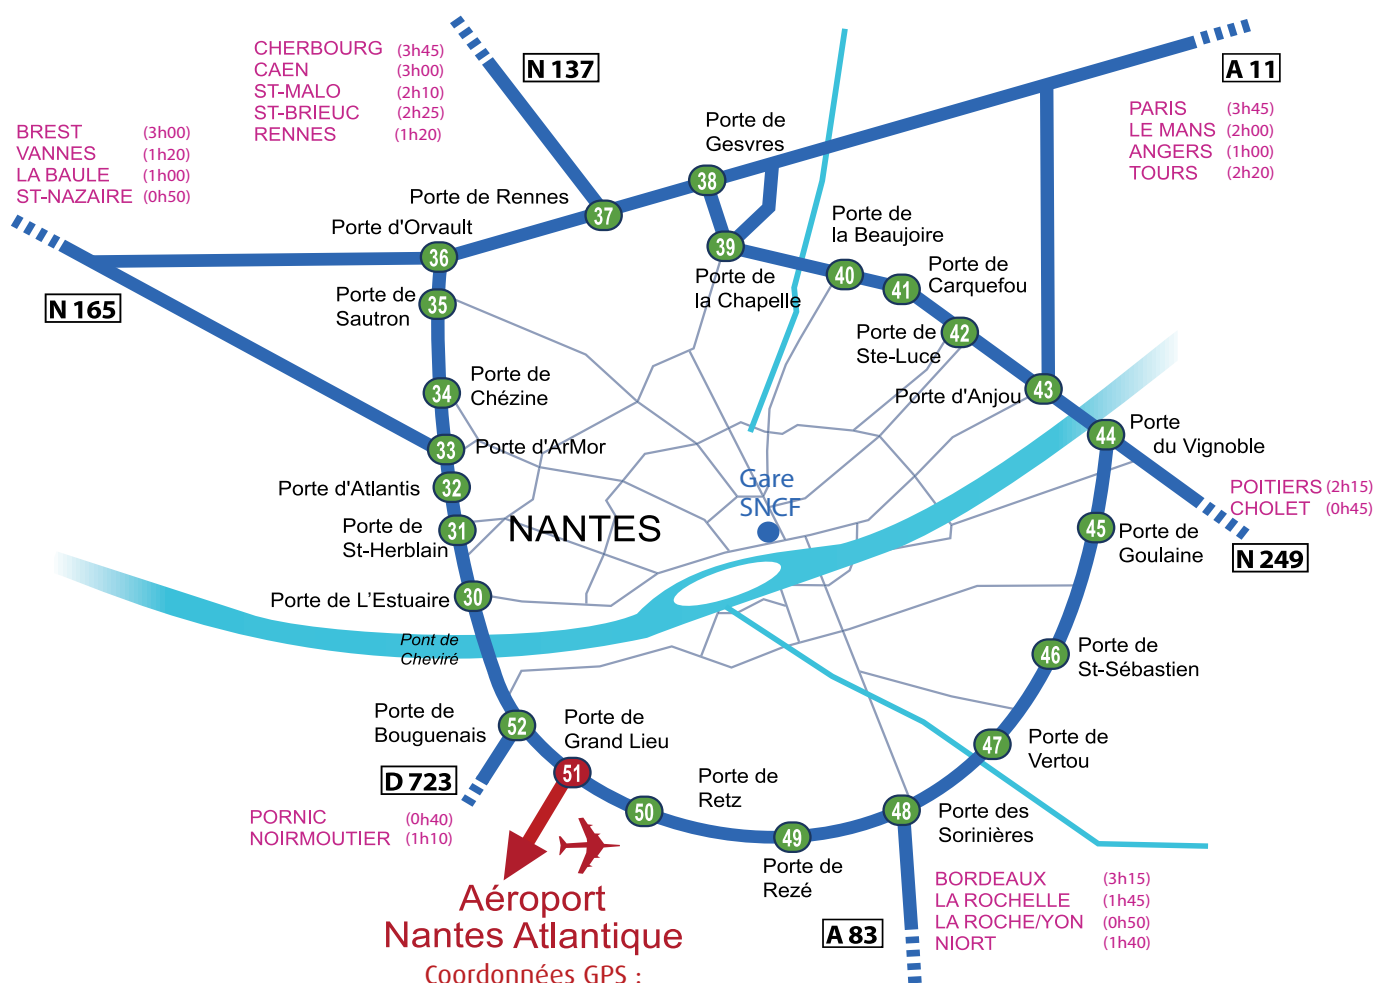 CHERBOURG (3h45)
CAEN (3h00)
ST-MALO (2h10)
ST-BRIEUC (2h25)
RENNES (1h20)
N 137
A 11
PARIS (3h45)
LE MANS (2h00)
ANGERS (1h00)
TOURS (2h20)
BREST (3h00)
VANNES (1h20)
LA BAULE (1h00)
ST-NAZAIRE (0h50)
N 165
Porte de
Gesvres
38
Porte de Rennes
37
Porte d'Orvault
36
39
Porte de
la Chapelle
Porte de
la Beaujoire
40
Porte de
Carquefou
41
Porte de
Sautron
35
Porte de
Ste-Luce
42
Porte de
Chézine
34
Porte d'Anjou
43
Porte d'ArMor
33
44
Porte
du Vignoble
Porte d'Atlantis
32
Gare
SNCF
POITIERS (2h15)
CHOLET (0h45)
N 249
Porte de
St-Herblain
31
NANTES
45
Porte de
Goulaine
Porte de L'Estuaire
30
Pont de
Cheviré
46
Porte de
St-Sébastien
Porte de
Bouguenais
52
Porte de
Grand Lieu
51
47
Porte de
Vertou
D 723
Porte de
Retz
50
PORNIC (0h40)
NOIRMOUTIER (1h10)
48
Porte des
Sorinières
49
Porte de
Rezé
Aéroport
Nantes Atlantique
Coordonnées GPS :
A 83
BORDEAUX (3h15)
LA ROCHELLE (1h45)
LA ROCHE/YON (0h50)
NIORT (1h40)